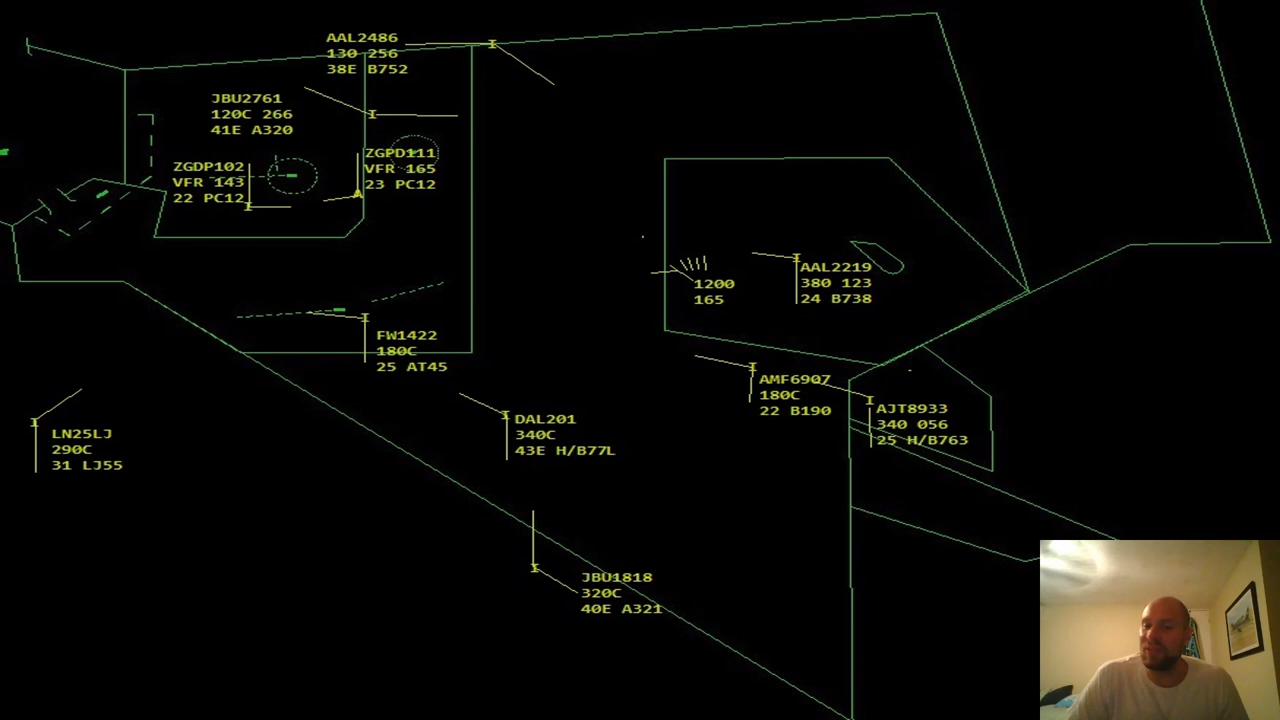 AAL2486
130 256
38E B752
JBU2761
120C 266
41E A320
ZGPD111
VFR 165
23 PC12
A
ZGDP102
VFR 143
22 PC12
1200
165
AAL2219
380 123
24 B738
FW1422
180C
25 AT45
AMF6907
180C
22 B190
AJT8933
340 056
25 H/B763
DAL201
340C
43E H/B77L
LN25LJ
290C
31 LJ55
JBU1818
320C
40E A321